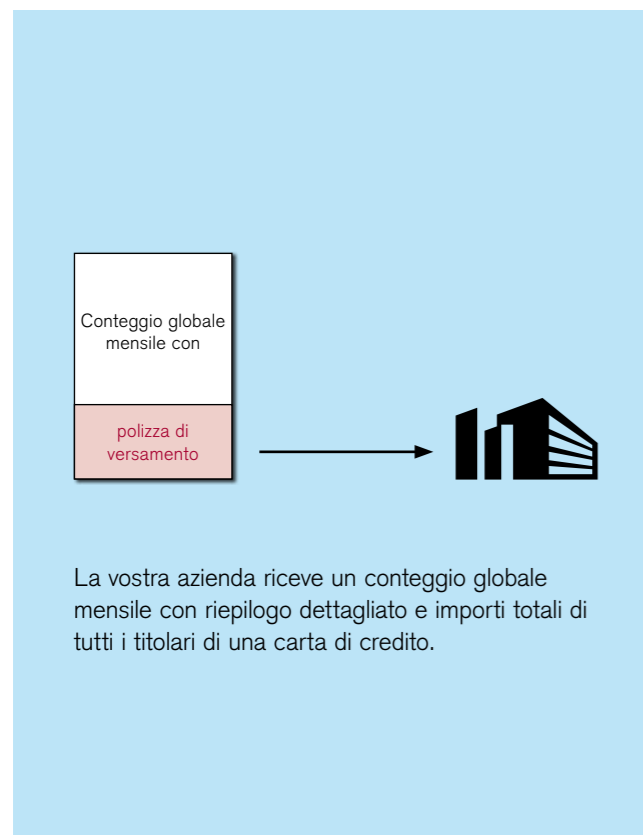 Conteggio globale
mensile con
polizza di
versamento
La vostra azienda riceve un conteggio globale
mensile con riepilogo dettagliato e importi totali di
tutti i titolari di una carta di credito.